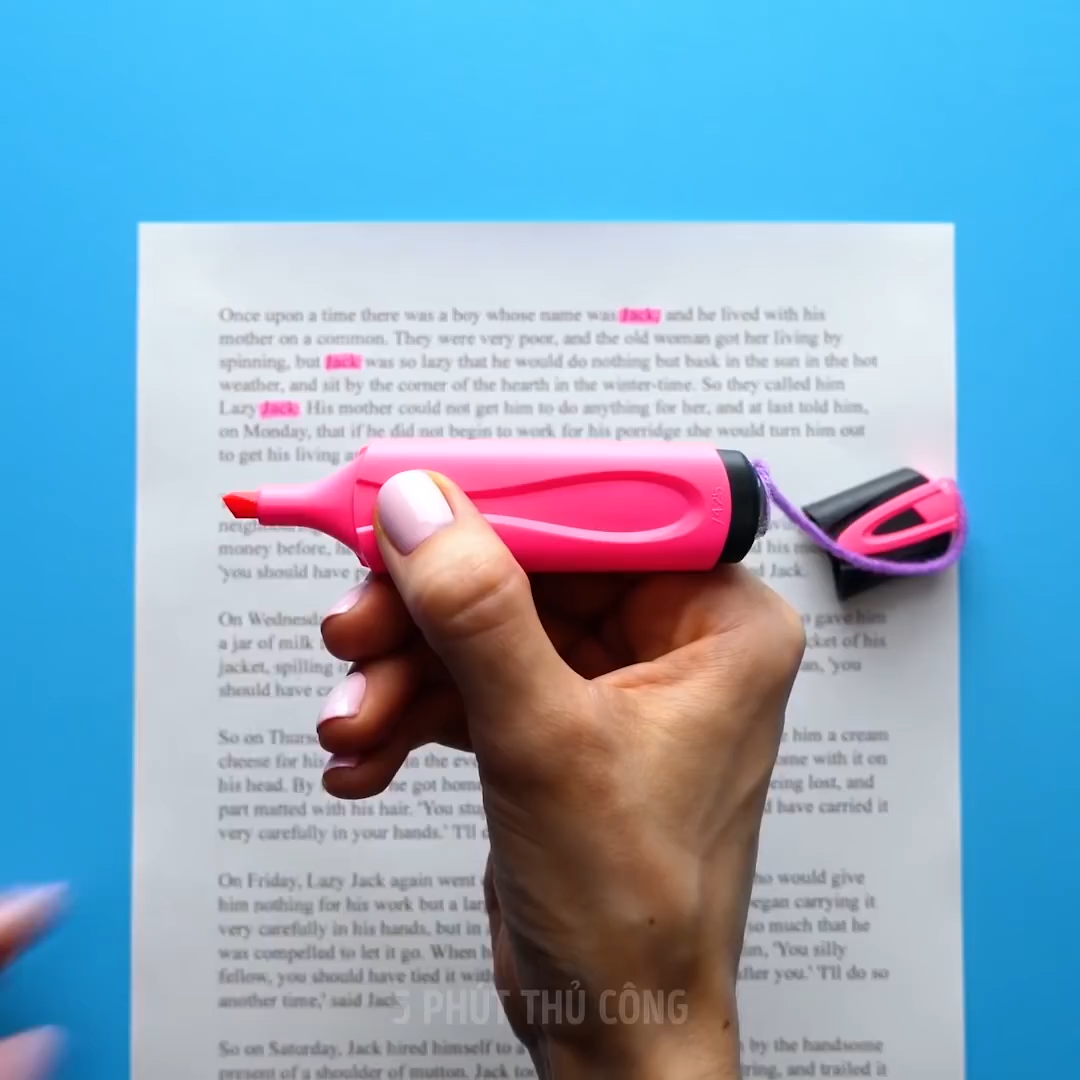 Once upon a time there was a boy whose name was Jack, and he lived with his
mother on a common. They were very poor, and the old woman got her living by
spinning, but Jack was so lazy that he would do nothing but bask in the sun in the hot
weather, and sit by the corner of the hearth in the winter-time. So they called him
Lazy Jack. His mother could not get him to do anything for her, and at last told him,
on Monday, that if he did not begin to work for his porridge she would turn him out
to get his living
money before,
'you should have Jack.
On Wednesday gave him
a jar of milk of his
jacket, spilling 'you
should have
So on him a cream
cheese for his in the with it on
his head. By got being lost, and
part matted with his hair. 'You have carried it
very carefully in your hands.' 'I'll
On Friday, Lazy Jack again went who would give
him nothing for his work but a began carrying it
very carefully in his hands, but in so much that he
was compelled to let it go. When 'You silly
fellow, you should have tied it with after you.' 'I'll do so
another time,' said Jack
5 PHÚT THỦ CÔNG
So on Saturday, Jack hired himself to by the handsome
present of a shoulder of mutton. Jack and trailed it